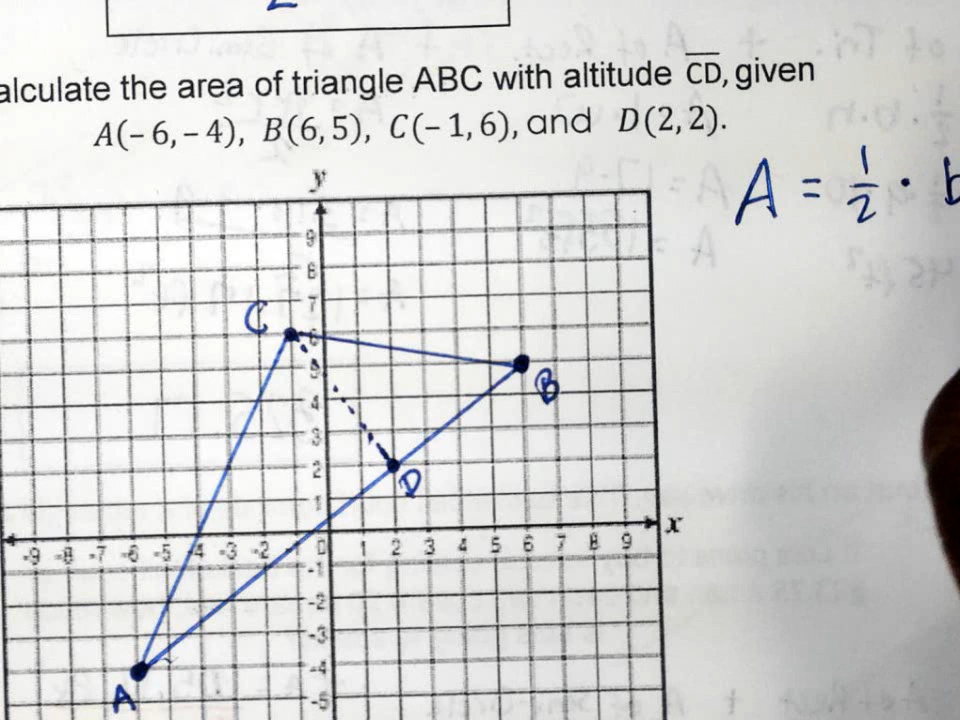 alculate the area of triangle ABC with altitude CD, given
A(− 6, − 4), B(6, 5), C(− 1, 6), and D(2, 2).
A = 1/2 · b
y
9
8
7
C
6
5
B
4
3
2
D
1
x
-9 -8 -7 -6 -5 -4 -3 -2 -1 0 1 2 3 4 5 6 7 8 9
-1
-2
-3
-4
A
-5